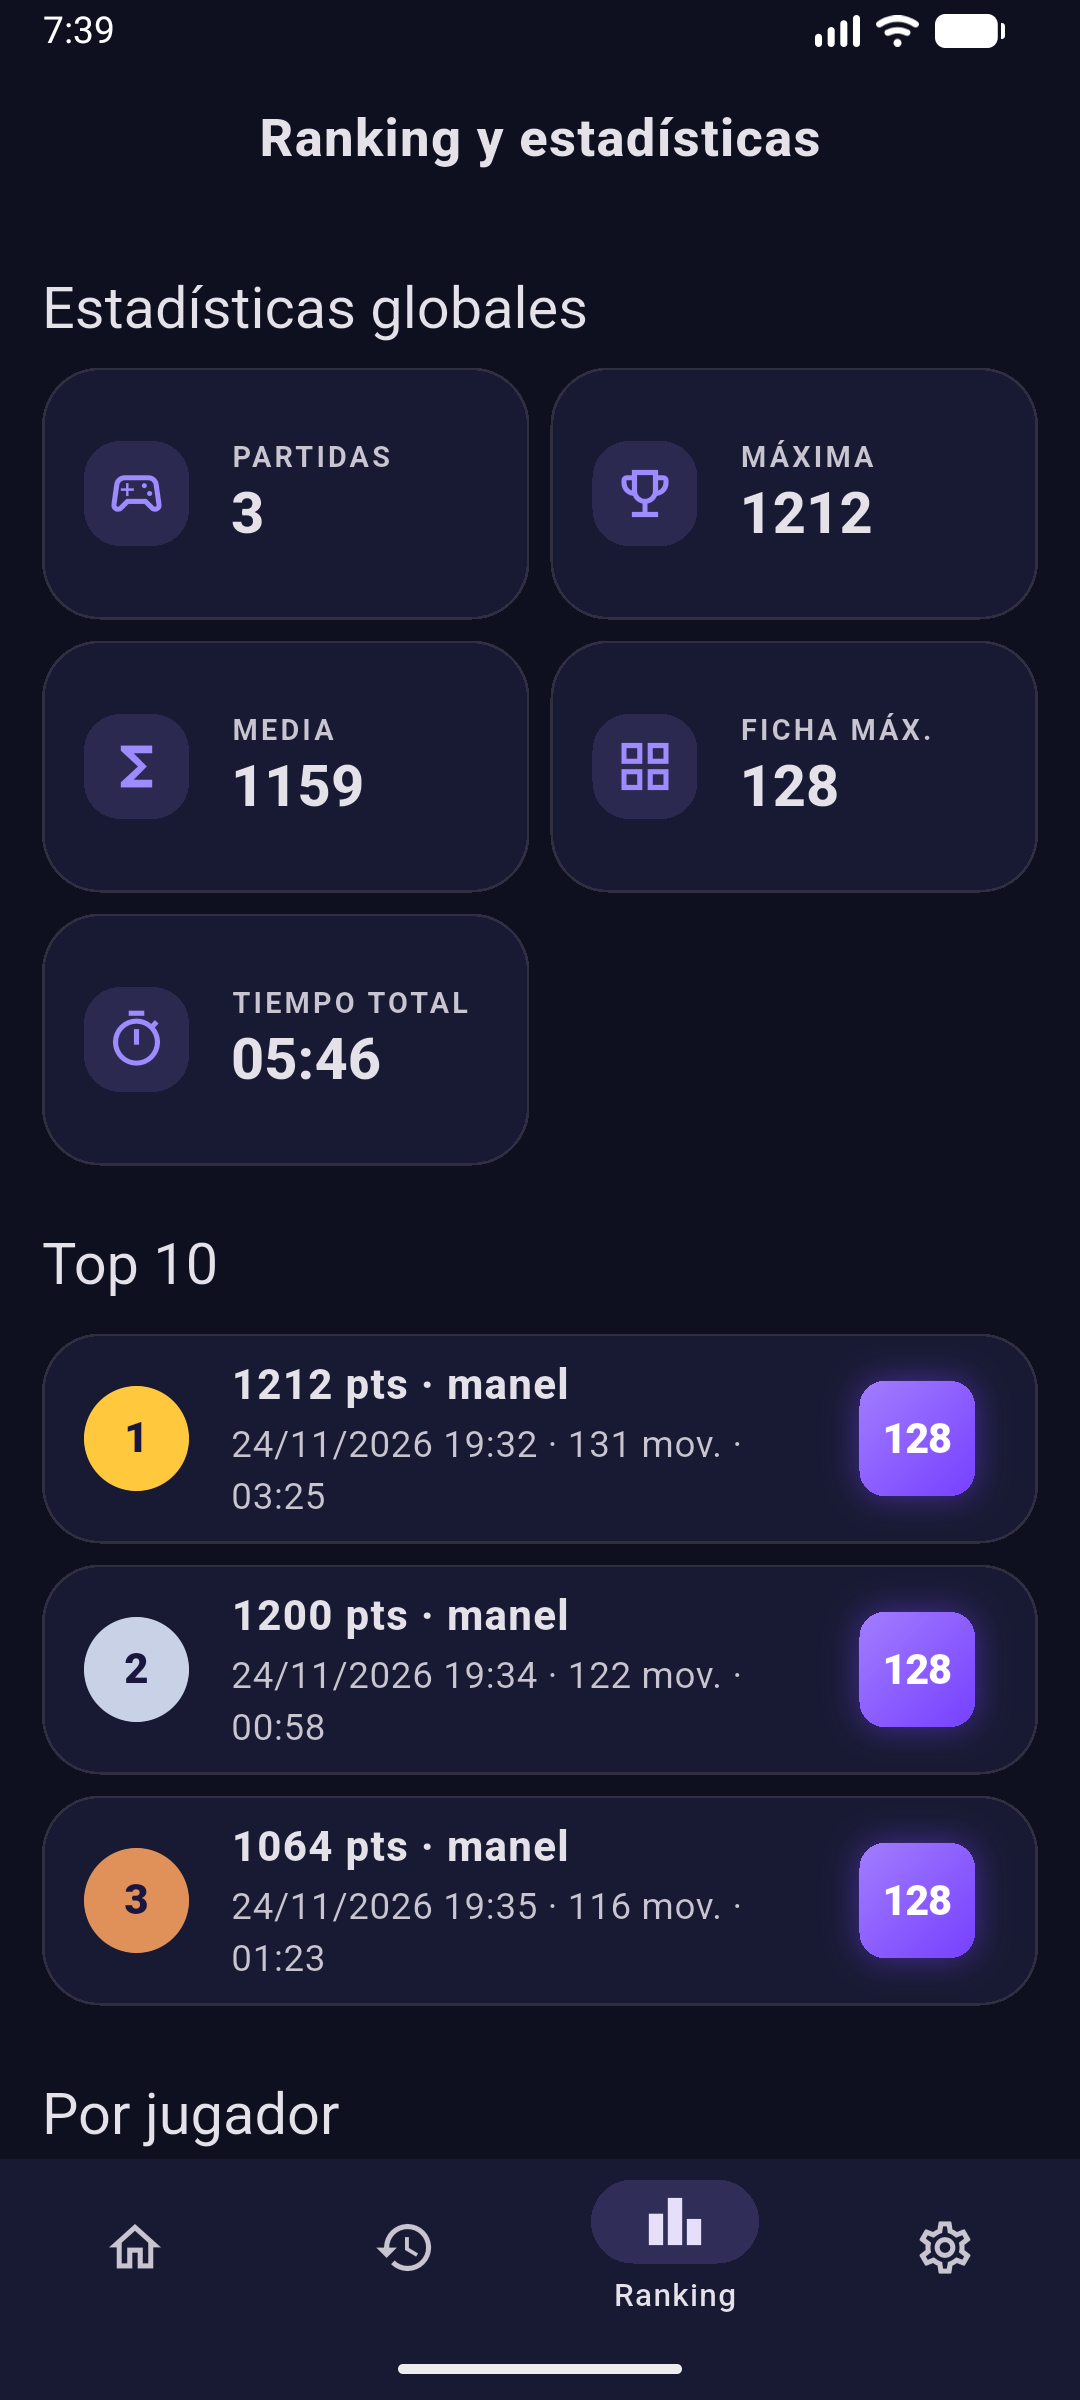 7:39
Ranking y estadísticas
Estadísticas globales
PARTIDAS
3
MÁXIMA
1212
MEDIA
1159
FICHA MÁX.
128
TIEMPO TOTAL
05:46
Top 10
1
1212 pts · manel
24/11/2026 19:32 · 131 mov. ·
03:25
128
2
1200 pts · manel
24/11/2026 19:34 · 122 mov. ·
00:58
128
3
1064 pts · manel
24/11/2026 19:35 · 116 mov. ·
01:23
128
Por jugador
Ranking